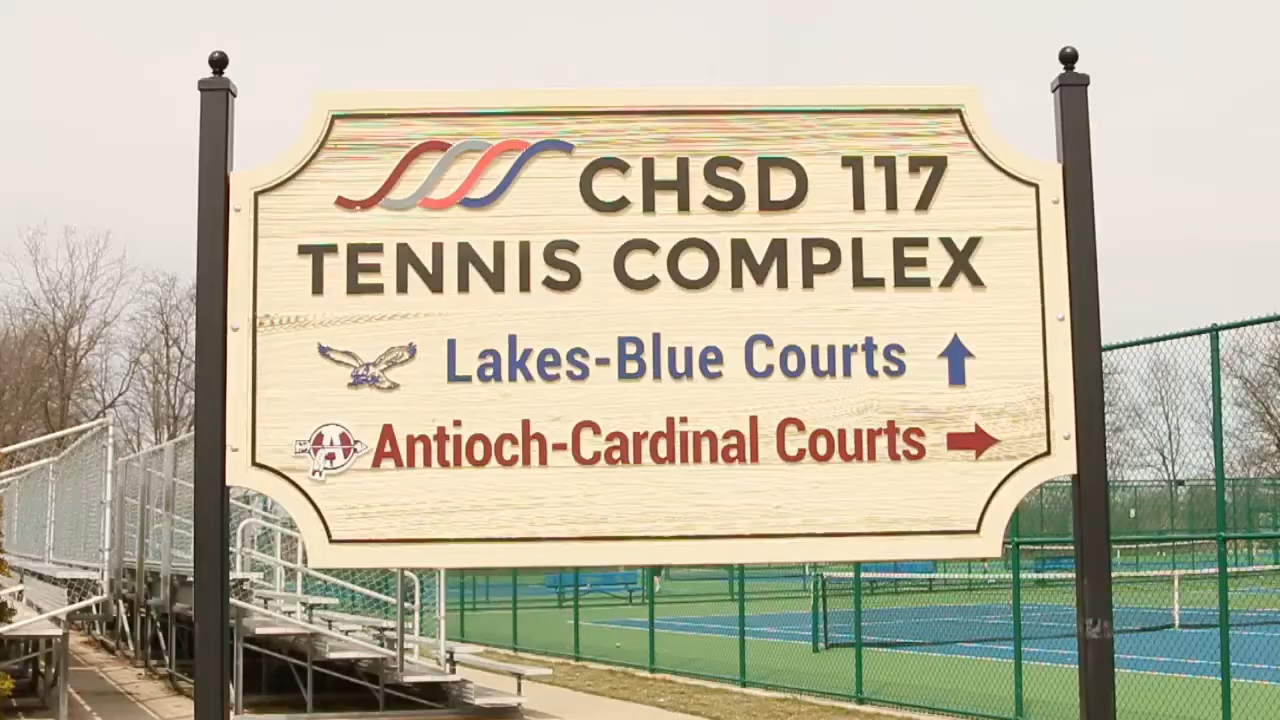 CHSD 117
TENNIS COMPLEX
Lakes-Blue Courts
A Antioch-Cardinal Courts